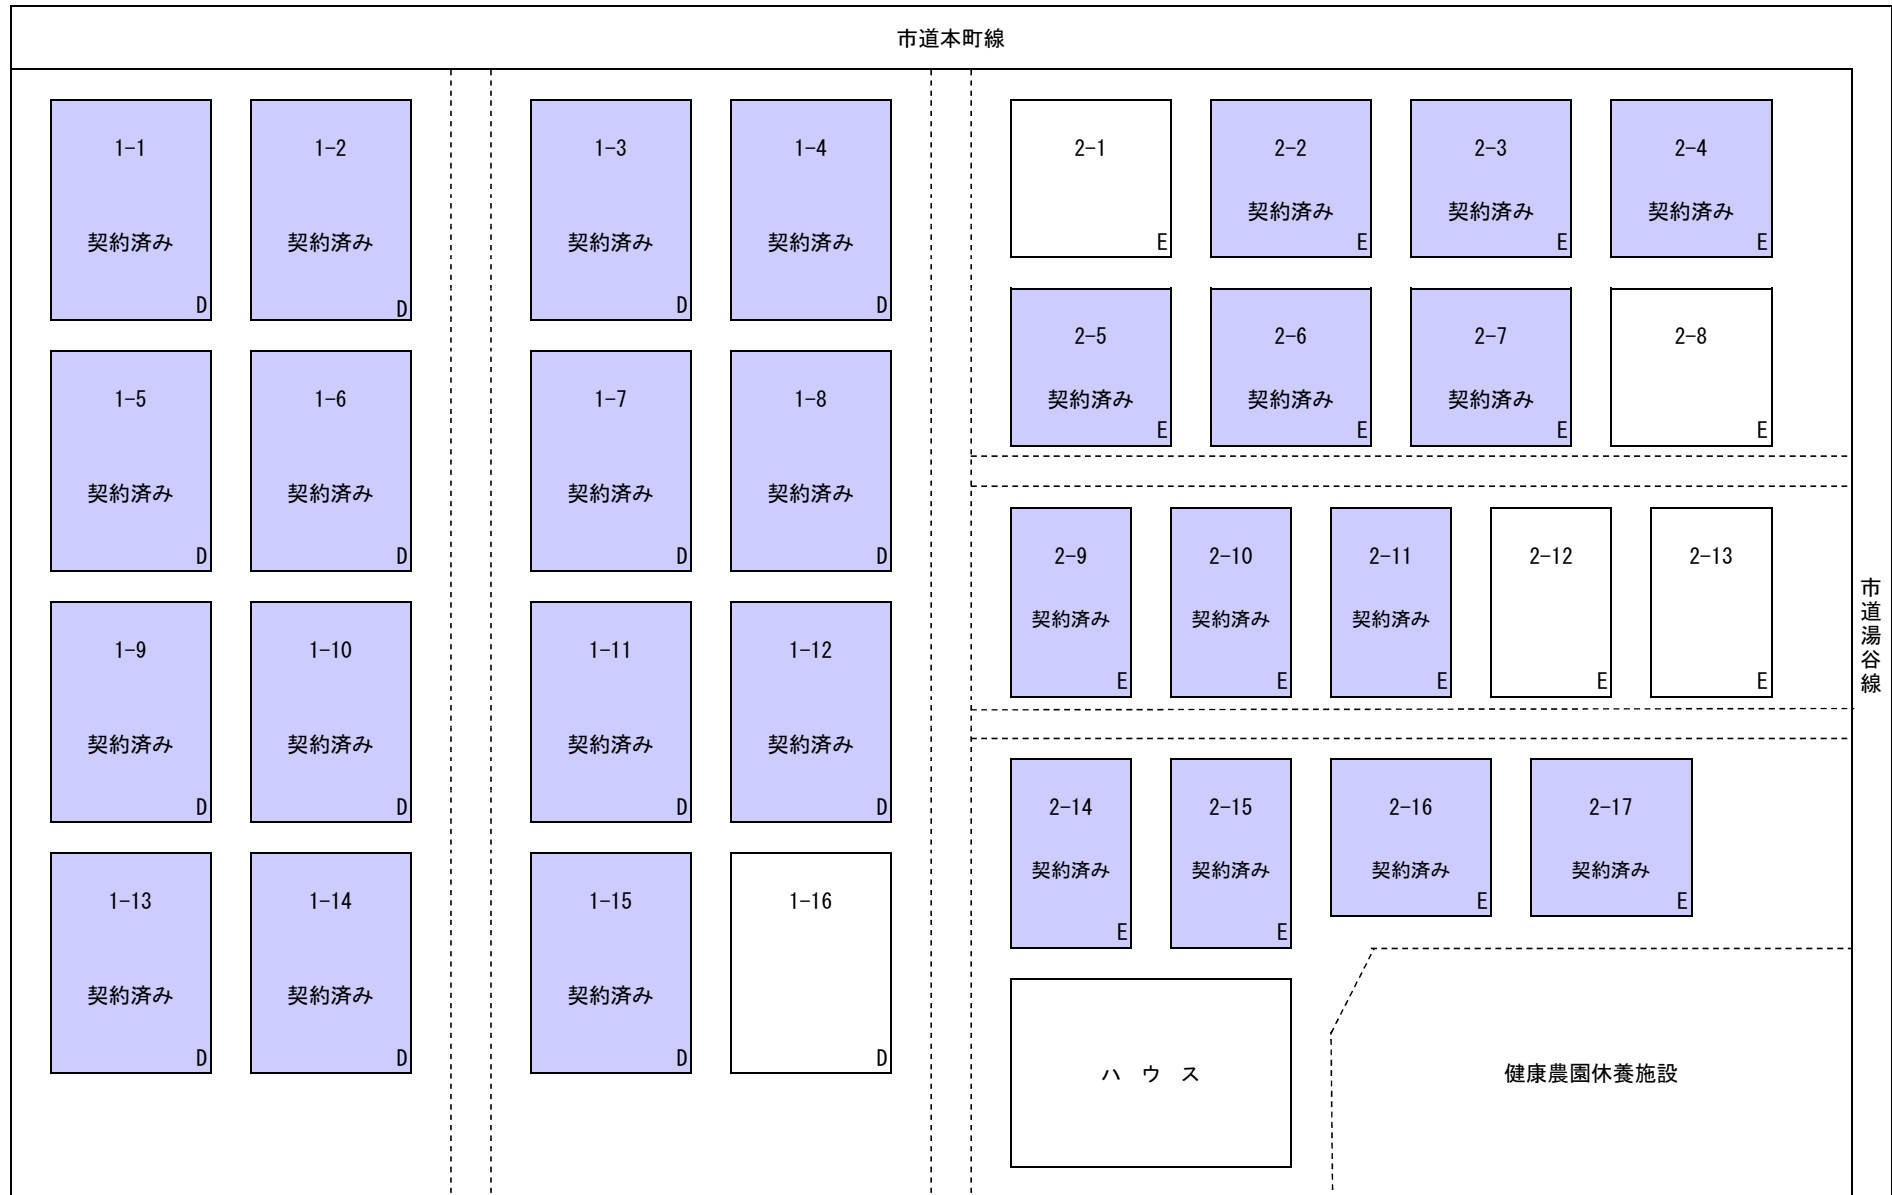 市道本町線
1-1
契約済み
D
1-2
契約済み
D
1-3
契約済み
D
1-4
契約済み
D
2-1
E
2-2
契約済み
E
2-3
契約済み
E
2-4
契約済み
E
1-5
契約済み
D
1-6
契約済み
D
1-7
契約済み
D
1-8
契約済み
D
2-5
契約済み
E
2-6
契約済み
E
2-7
契約済み
E
2-8
E
1-9
契約済み
D
1-10
契約済み
D
1-11
契約済み
D
1-12
契約済み
D
2-9
契約済み
E
2-10
契約済み
E
2-11
契約済み
E
2-12
E
2-13
E
市道湯谷線
1-13
契約済み
D
1-14
契約済み
D
1-15
契約済み
D
1-16
D
2-14
契約済み
E
2-15
契約済み
E
2-16
契約済み
E
2-17
契約済み
E
ハ ウ ス
健康農園休養施設